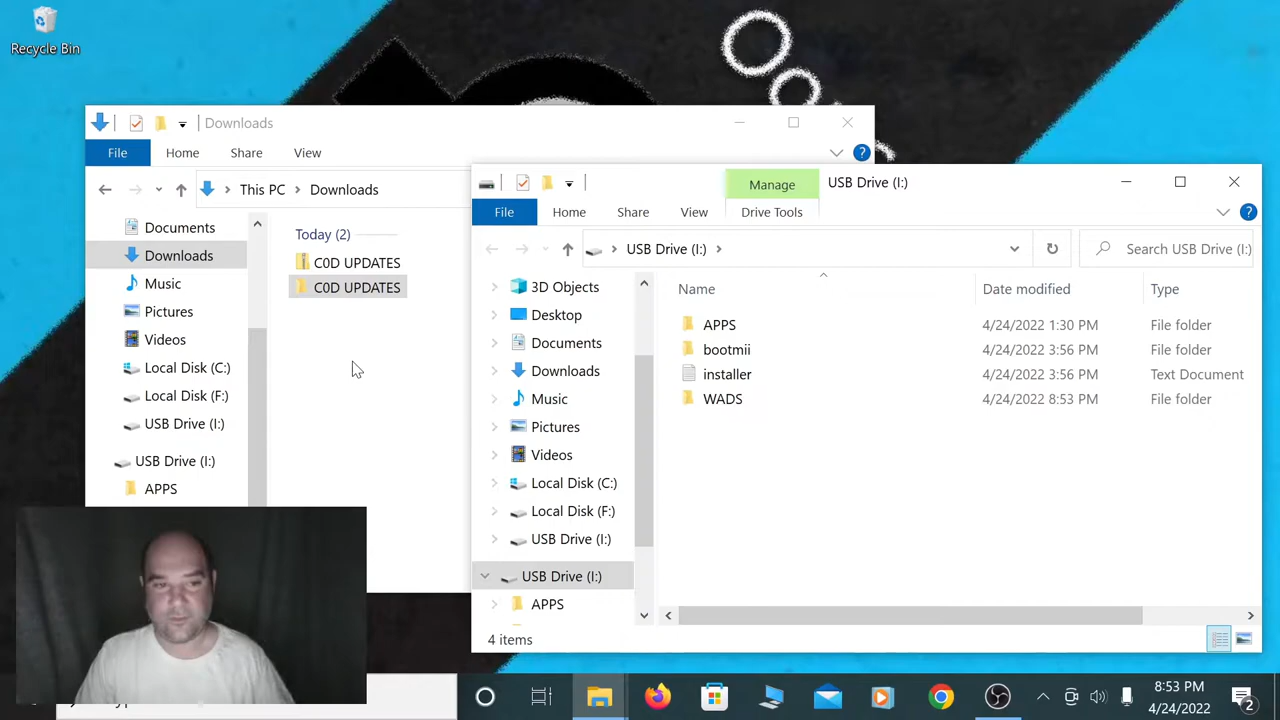 Recycle Bin
Downloads
File
Home
Share
View
This PC
Downloads
Documents
Downloads
Music
Pictures
Videos
Local Disk (C:)
Local Disk (F:)
USB Drive (I:)
USB Drive (I:)
APPS
Today (2)
C0D UPDATES
C0D UPDATES
Manage
USB Drive (I:)
File
Home
Share
View
Drive Tools
USB Drive (I:)
Search USB Drive (I:)
3D Objects
Desktop
Documents
Downloads
Music
Pictures
Videos
Local Disk (C:)
Local Disk (F:)
USB Drive (I:)
USB Drive (I:)
APPS
Name Date modified Type
APPS 4/24/2022 1:30 PM File folder
bootmii 4/24/2022 3:56 PM File folder
installer 4/24/2022 3:56 PM Text Document
WADS 4/24/2022 8:53 PM File folder
4 items
8:53 PM
4/24/2022
2